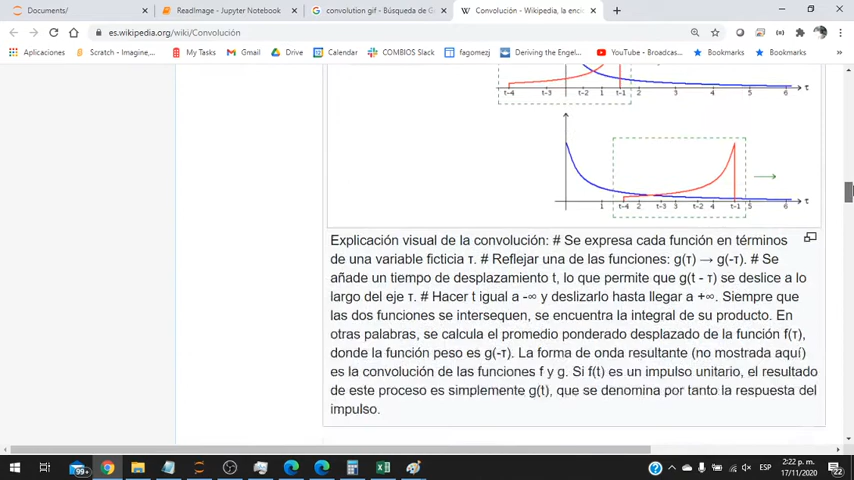 Documents/
ReadImage - Jupyter Notebook
convolution gif - Búsqueda de G
Convolución - Wikipedia, la enci
es.wikipedia.org/wiki/Convolución
Aplicaciones
Scratch - Imagine,...
My Tasks
Gmail
Drive
Calendar
COMBIOS Slack
fagomezj
Deriving the Engel...
YouTube - Broadcas...
Bookmarks
Bookmarks
t-4 t-3 t-2 1 t-1 2 3 4 5 6 τ
1 t-4 2 t-3 3 t-2 4 t-1 5 6 τ
Explicación visual de la convolución: # Se expresa cada función en términos
de una variable ficticia τ. # Reflejar una de las funciones: g(τ) → g(-τ). # Se
añade un tiempo de desplazamiento t, lo que permite que g(t - τ) se deslice a lo
largo del eje τ. # Hacer t igual a -∞ y deslizarlo hasta llegar a +∞. Siempre que
las dos funciones se intersequen, se encuentra la integral de su producto. En
otras palabras, se calcula el promedio ponderado desplazado de la función f(τ),
donde la función peso es g(-τ). La forma de onda resultante (no mostrada aquí)
es la convolución de las funciones f y g. Si f(t) es un impulso unitario, el resultado
de este proceso es simplemente g(t), que se denomina por tanto la respuesta del
impulso.
99+
ESP
2:22 p. m.
17/11/2020
22